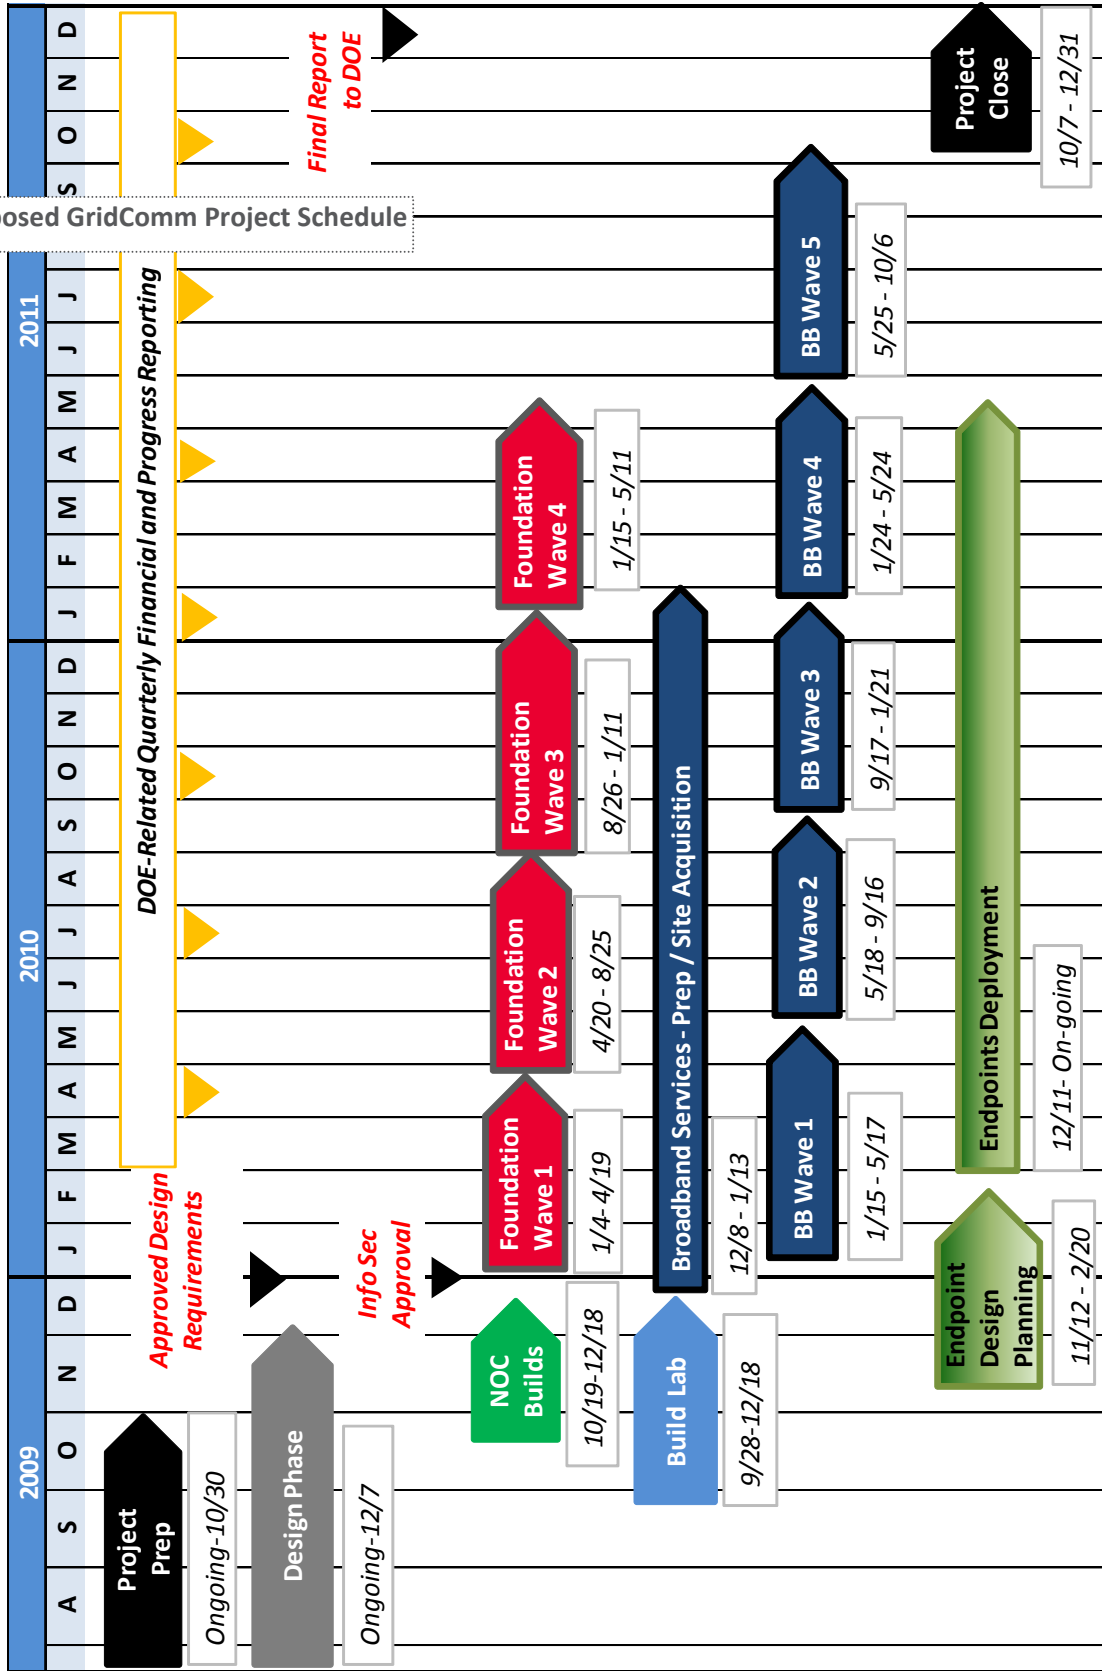 posed GridComm Project Schedule
2009
2010
2011
A S O N D J F M A M J J A S O N D J F M A M J J S O N D
Project
Prep
Ongoing-10/30
DOE-Related Quarterly Financial and Progress Reporting
Approved Design
Requirements
Design Phase
Ongoing-12/7
Final Report
to DOE
Info Sec
Approval
NOC
Builds
10/19-12/18
Foundation
Wave 1
1/4- 4/19
Foundation
Wave 2
4/20 - 8/25
Foundation
Wave 3
8/26 - 1/11
Foundation
Wave 4
1/15 - 5/11
Build Lab
9/28-12/18
Broadband Services - Prep / Site Acquisition
12/8 - 1/13
BB Wave 1
1/15 - 5/17
BB Wave 2
5/18 - 9/16
BB Wave 3
9/17 - 1/21
BB Wave 4
1/24 - 5/24
BB Wave 5
5/25 - 10/6
Endpoint
Design
Planning
11/12 - 2/20
Endpoints Deployment
12/11- On-going
Project
Close
10/7 - 12/31